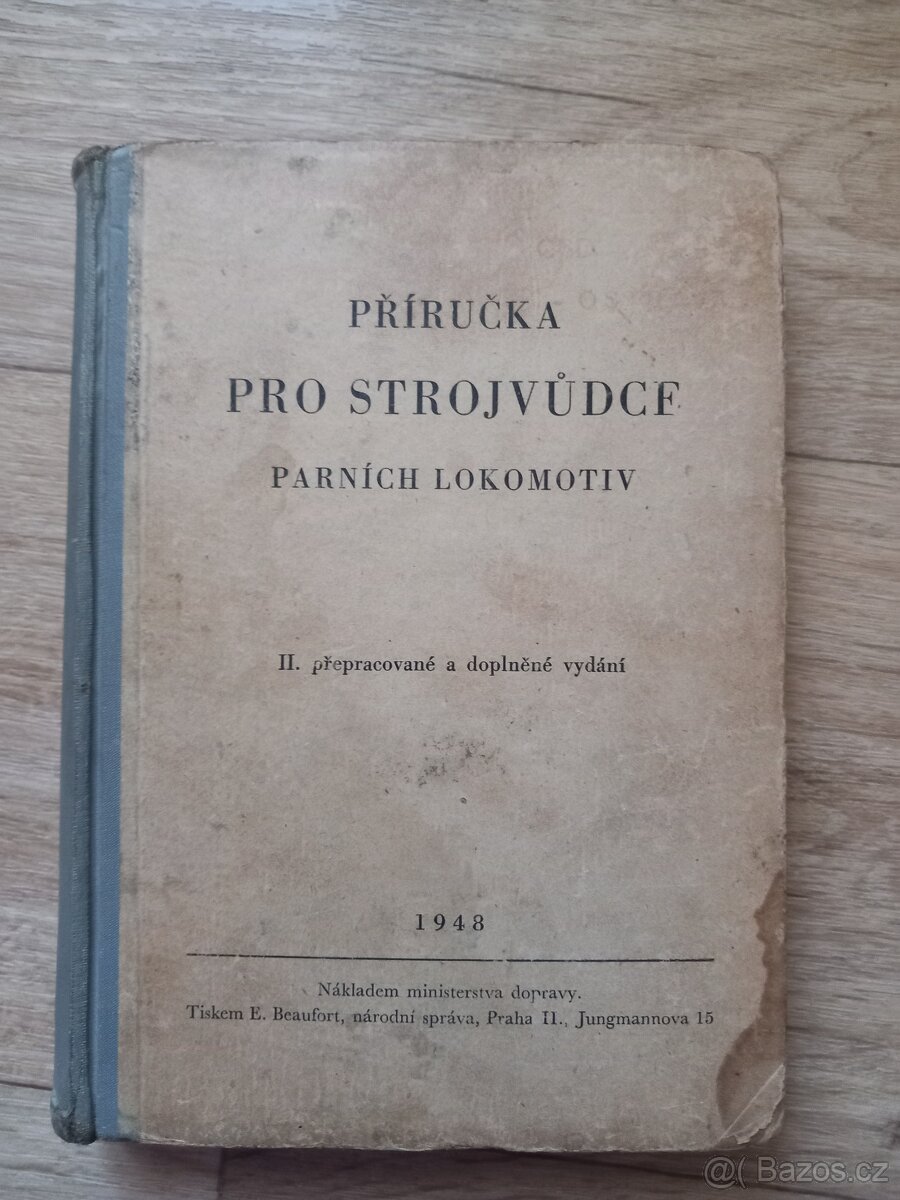 PŘÍRUČKA
PRO STROJVŮDCE
PARNÍCH LOKOMOTIV
II. přepracované a doplněné vydání
1948
Nákladem ministerstva dopravy.
Tiskem E. Beaufort, národní správa, Praha II., Jungmannova 15
@( Bazos.cz